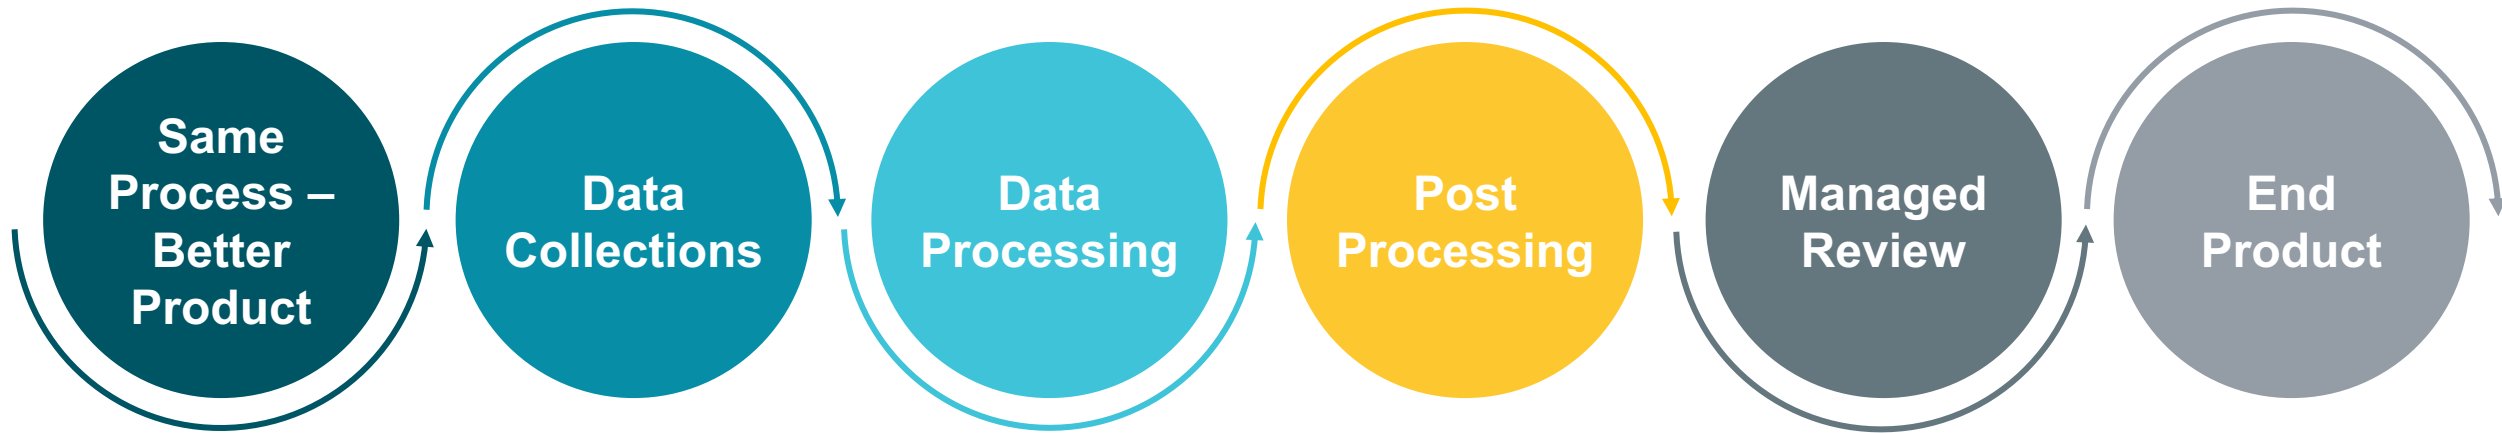 Same
Process –
Better
Product
Data
Collections
Data
Processing
Post
Processing
Managed
Review
End
Product